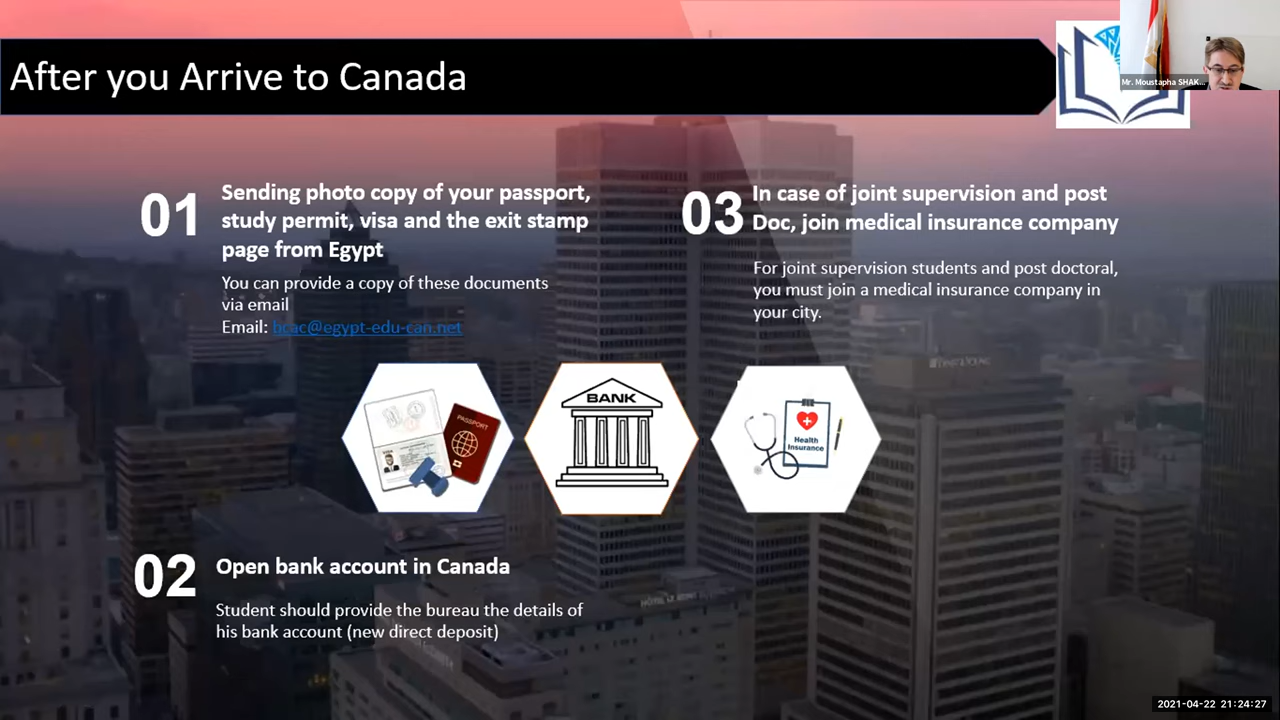 After you Arrive to Canada
Mr. Moustapha SHAK...
01
Sending photo copy of your passport,
study permit, visa and the exit stamp
page from Egypt
You can provide a copy of these documents
via email
Email: bcac@egypt-edu-can.net
03
In case of joint supervision and post
Doc, join medical insurance company
For joint supervision students and post doctoral,
you must join a medical insurance company in
your city.
PASSPORT
BANK
Health
Insurance
02
Open bank account in Canada
Student should provide the bureau the details of
his bank account (new direct deposit)
2021-04-22 21:24:27